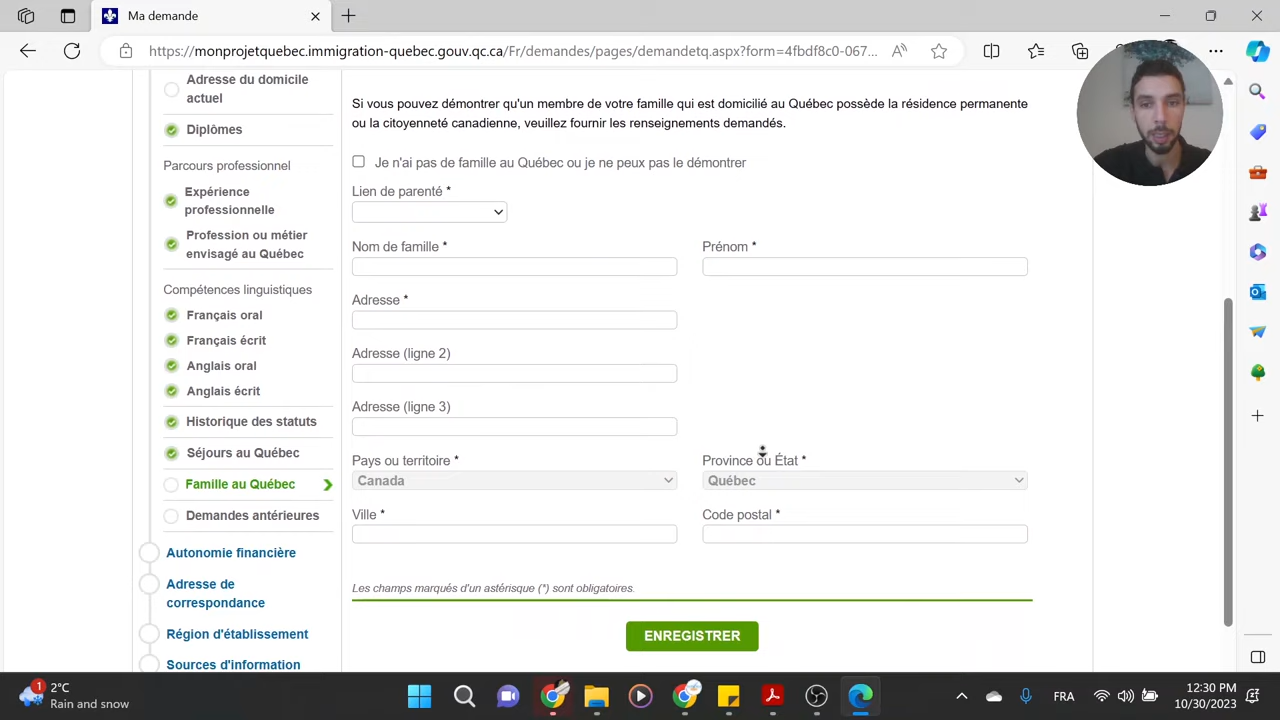 Ma demande
https://monprojetquebec.immigration-quebec.gouv.qc.ca/Fr/demandes/pages/demandetq.aspx?form=4fbdf8c0-067...
Adresse du domicile
actuel
Diplômes
Parcours professionnel
Expérience
professionnelle
Profession ou métier
envisagé au Québec
Compétences linguistiques
Français oral
Français écrit
Anglais oral
Anglais écrit
Historique des statuts
Séjours au Québec
Famille au Québec
Demandes antérieures
Autonomie financière
Adresse de
correspondance
Région d'établissement
Sources d'information
Si vous pouvez démontrer qu'un membre de votre famille qui est domicilié au Québec possède la résidence permanente
ou la citoyenneté canadienne, veuillez fournir les renseignements demandés.
Je n'ai pas de famille au Québec ou je ne peux pas le démontrer
Lien de parenté *
Nom de famille *
Prénom *
Adresse *
Adresse (ligne 2)
Adresse (ligne 3)
Pays ou territoire *
Province ou État *
Canada
Québec
Ville *
Code postal *
Les champs marqués d'un astérisque (*) sont obligatoires.
ENREGISTRER
1
2°C
Rain and snow
FRA
12:30 PM
10/30/2023